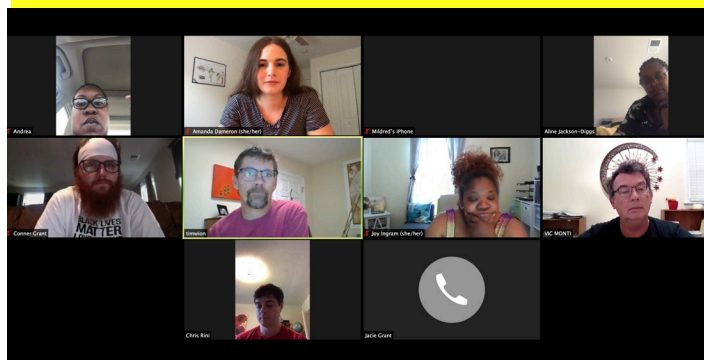 Andrea
Amanda Dameron (she/her)
Mildred's iPhone
Aline Jackson-Diggs
Conner Grant
BLACK LIVES
MATTER
timwion
Joy Ingram (she/her)
VIC MONTI
Chris Rini
Jacie Grant